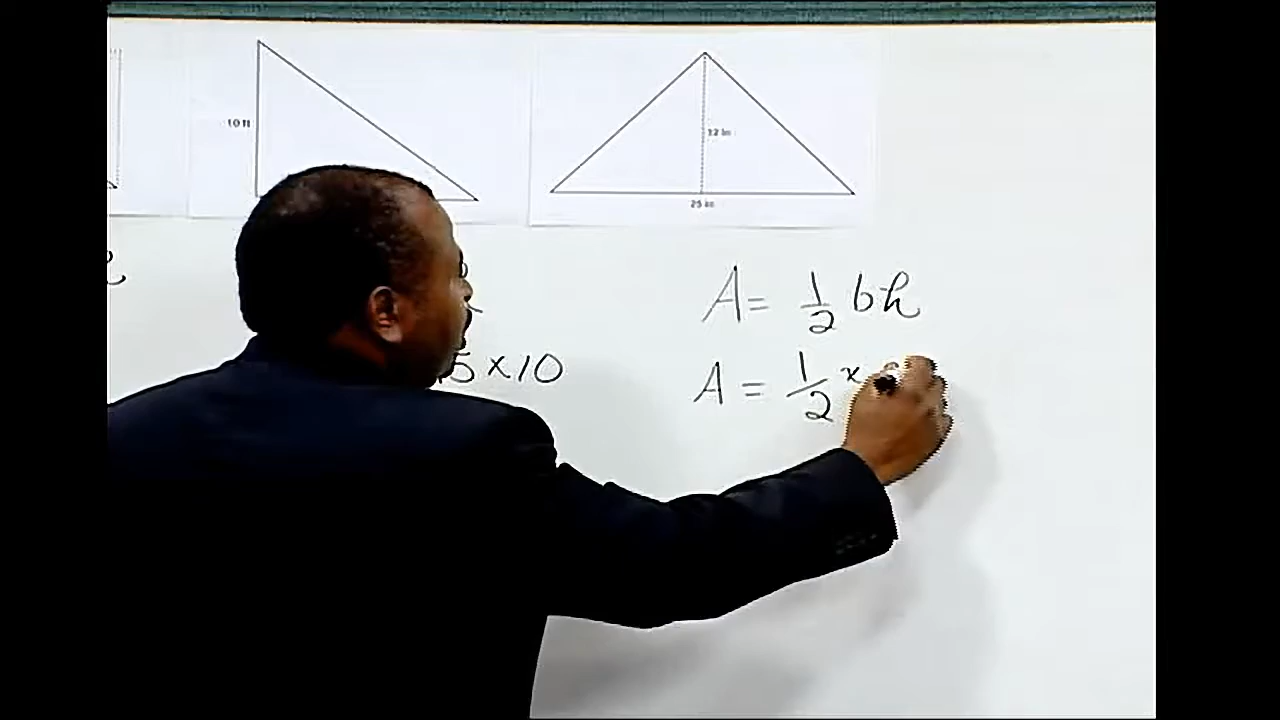 10 ft
12 in
25 in
A = 1/2 bh
5 × 10
A = 1/2 ×